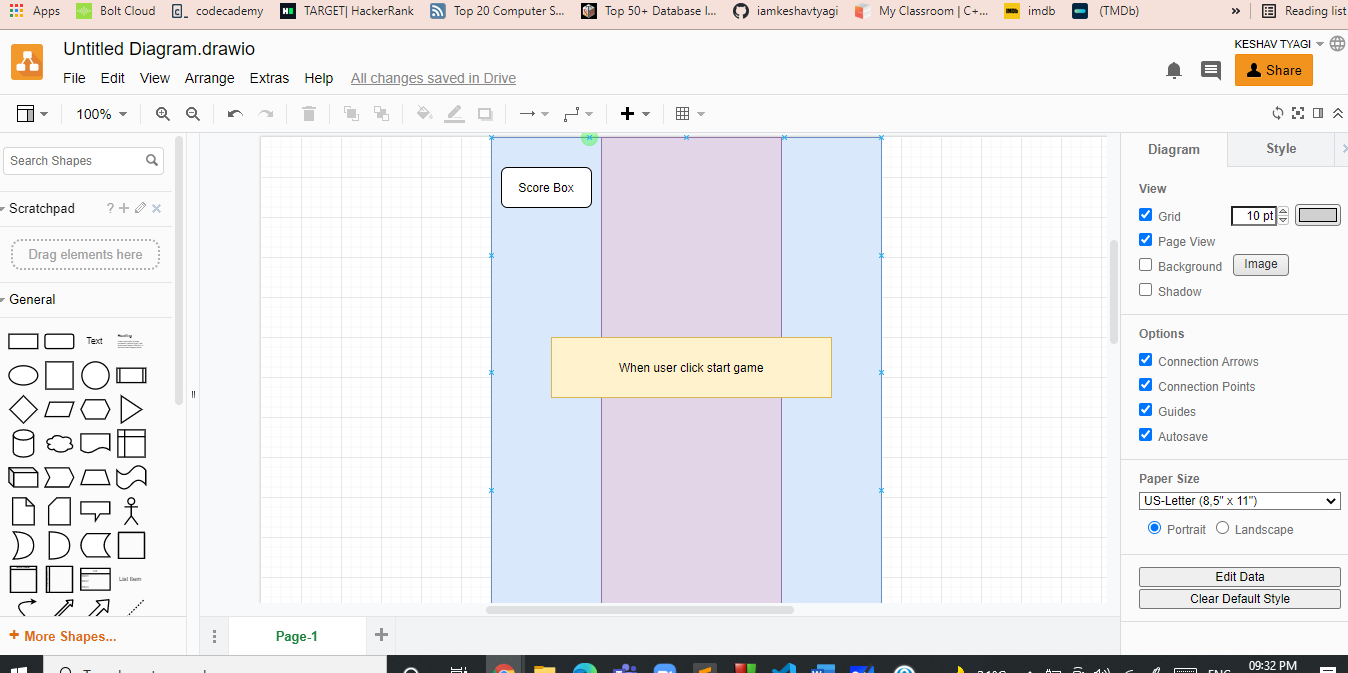 Apps Bolt Cloud codecademy TARGET| HackerRank Top 20 Computer S... Top 50+ Database I... iamkeshavtyagi My Classroom | C+... imdb (TMDb) » Reading list
Untitled Diagram.drawio
KESHAV TYAGI
File Edit View Arrange Extras Help All changes saved in Drive
Share
100%
Search Shapes
Diagram Style
Score Box
View
Scratchpad ?
Grid 10 pt
Page View
Drag elements here
Background Image
Shadow
General
Options
Text
Connection Arrows
When user click start game
Connection Points
Guides
Autosave
Paper Size
US-Letter (8,5" x 11")
Portrait Landscape
List Item
Edit Data
Clear Default Style
+ More Shapes...
Page-1
09:32 PM